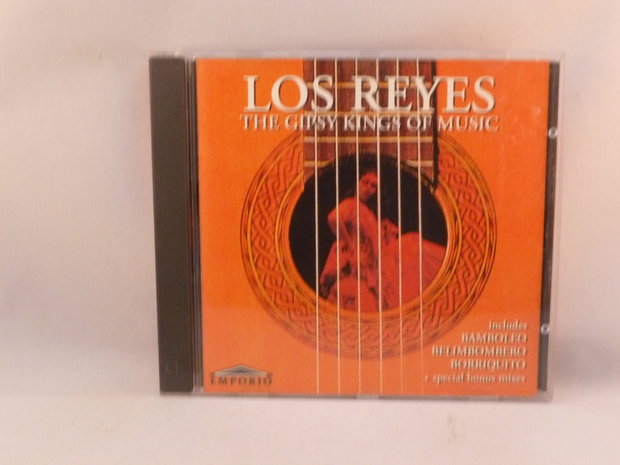 LOS REYES
THE GIPSY KINGS OF MUSIC
includes
BAMBOLEO
BELIMBOMBERO
BORRIQUITO
+ special bonus mixes
EMPORIO